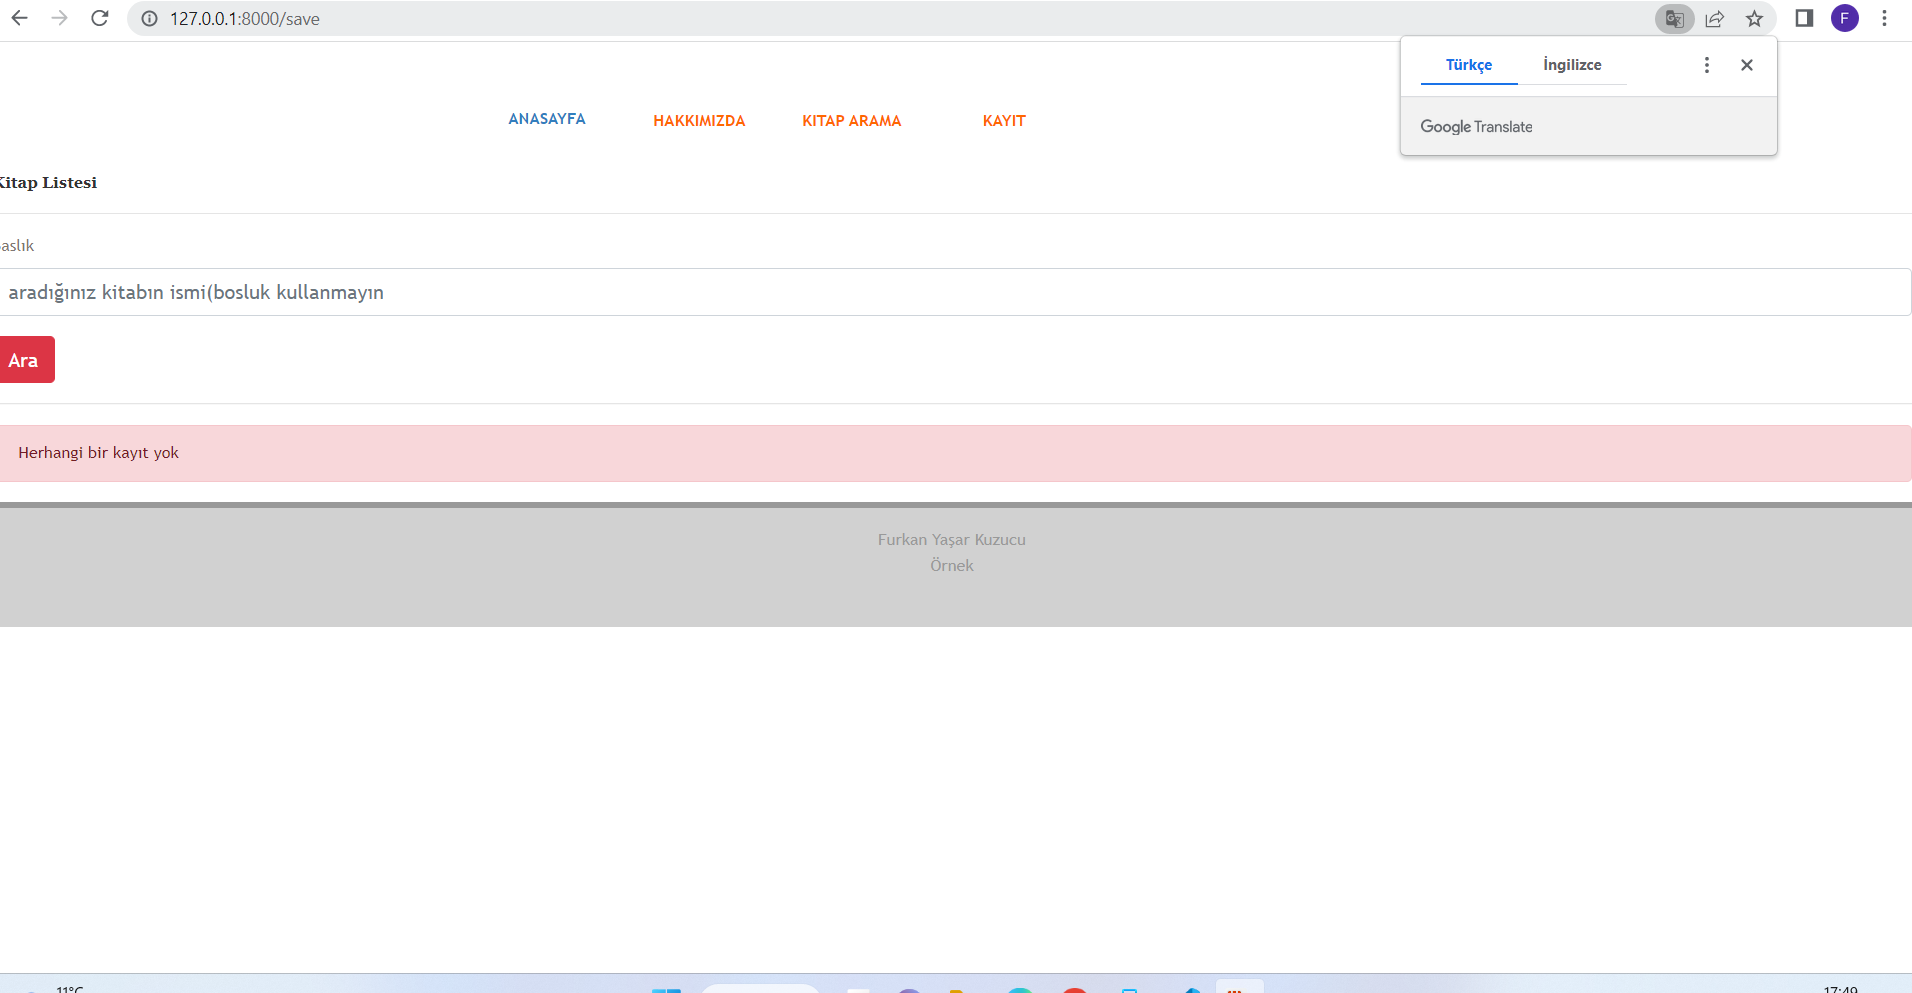 127.0.0.1:8000/save
F
Türkçe İngilizce
Google Translate
ANASAYFA HAKKIMIZDA KITAP ARAMA KAYIT
Kitap Listesi
aslık
aradığınız kitabın ismi(bosluk kullanmayın
Ara
Herhangi bir kayıt yok
Furkan Yaşar Kuzucu
Örnek
11°C
17:49